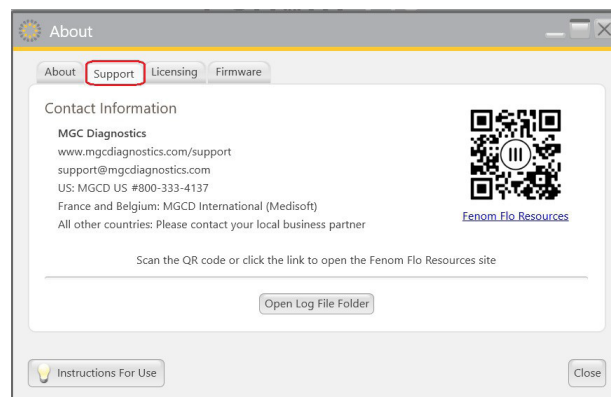 About
About
Support
Licensing
Firmware
Contact Information
MGC Diagnostics
www.mgcdiagnostics.com/support
support@mgcdiagnostics.com
US: MGCD US #800-333-4137
France and Belgium: MGCD International (Medisoft)
All other countries: Please contact your local business partner
Fenom Flo Resources
Scan the QR code or click the link to open the Fenom Flo Resources site
Open Log File Folder
Instructions For Use
Close